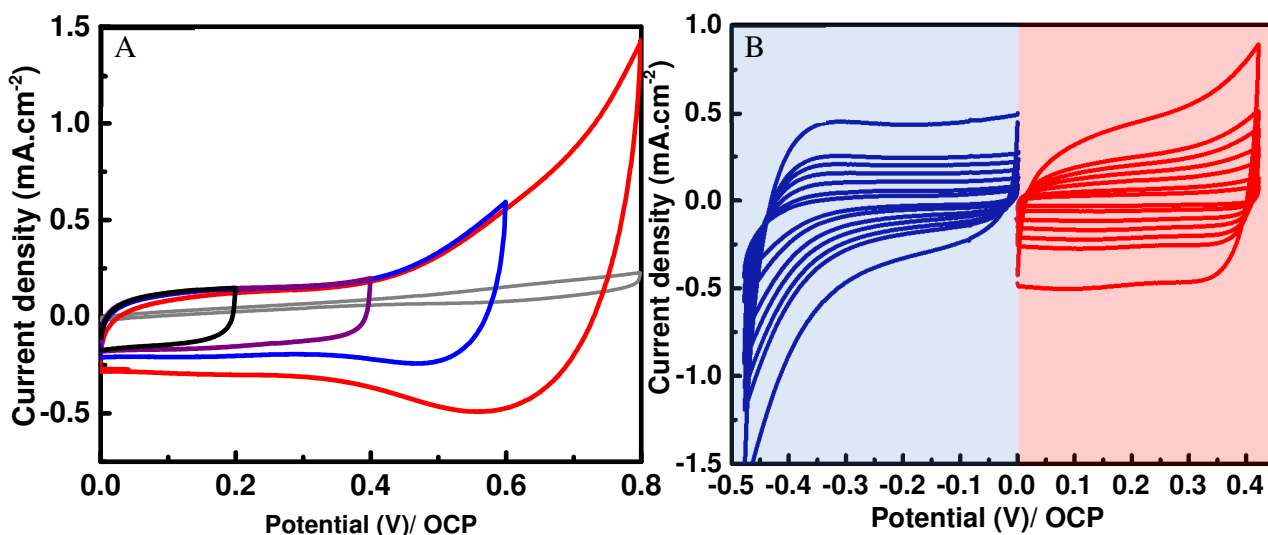 A
Current density (mA.cm-2)
1.5
1.0
0.5
0.0
-0.5
0.0 0.2 0.4 0.6 0.8
Potential (V)/ OCP
B
Current density (mA.cm-2)
1.0
0.5
0.0
-0.5
-1.0
-1.5
-0.5 -0.4 -0.3 -0.2 -0.1 0.0 0.1 0.2 0.3 0.4
Potential (V)/ OCP